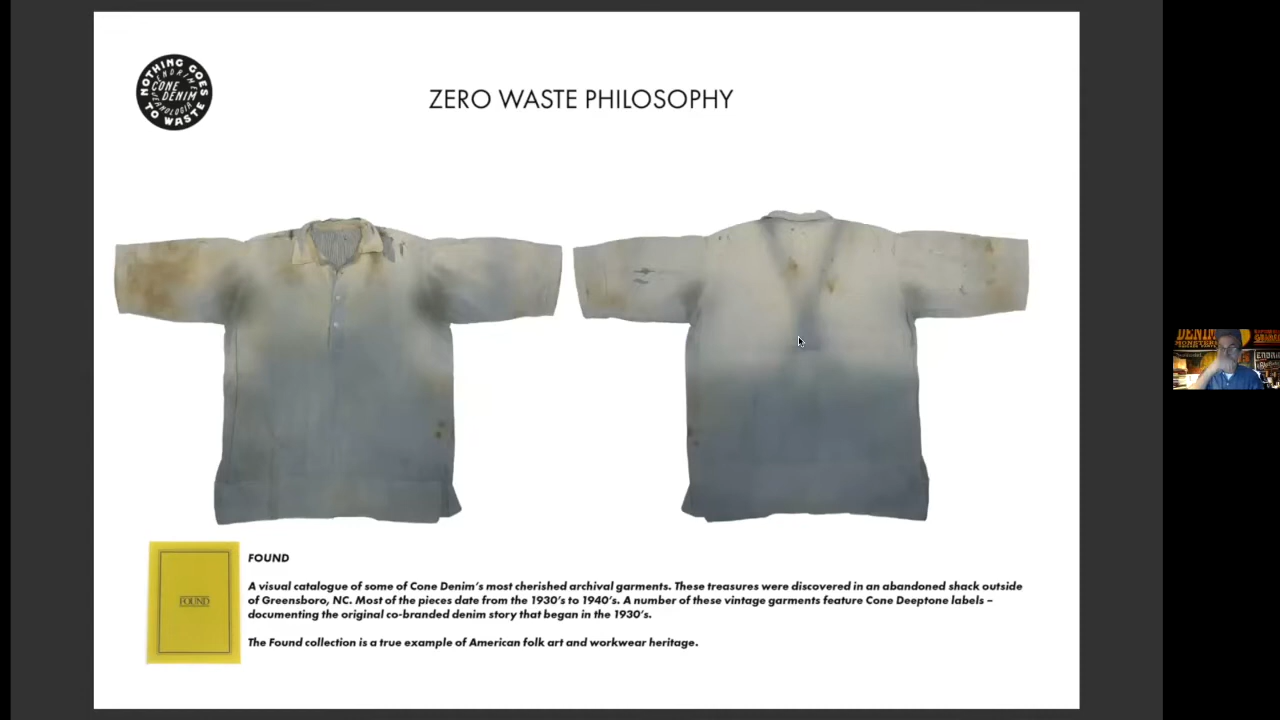 NOTHING GOES
TO WASTE
ENDRIME
CONE
DENIM
JEANOLOGIA
ZERO WASTE PHILOSOPHY
FOUND
FOUND
A visual catalogue of some of Cone Denim's most cherished archival garments. These treasures were discovered in an abandoned shack outside
of Greensboro, NC. Most of the pieces date from the 1930's to 1940's. A number of these vintage garments feature Cone Deeptone labels –
documenting the original co-branded denim story that began in the 1930's.
The Found collection is a true example of American folk art and workwear heritage.
DENIM